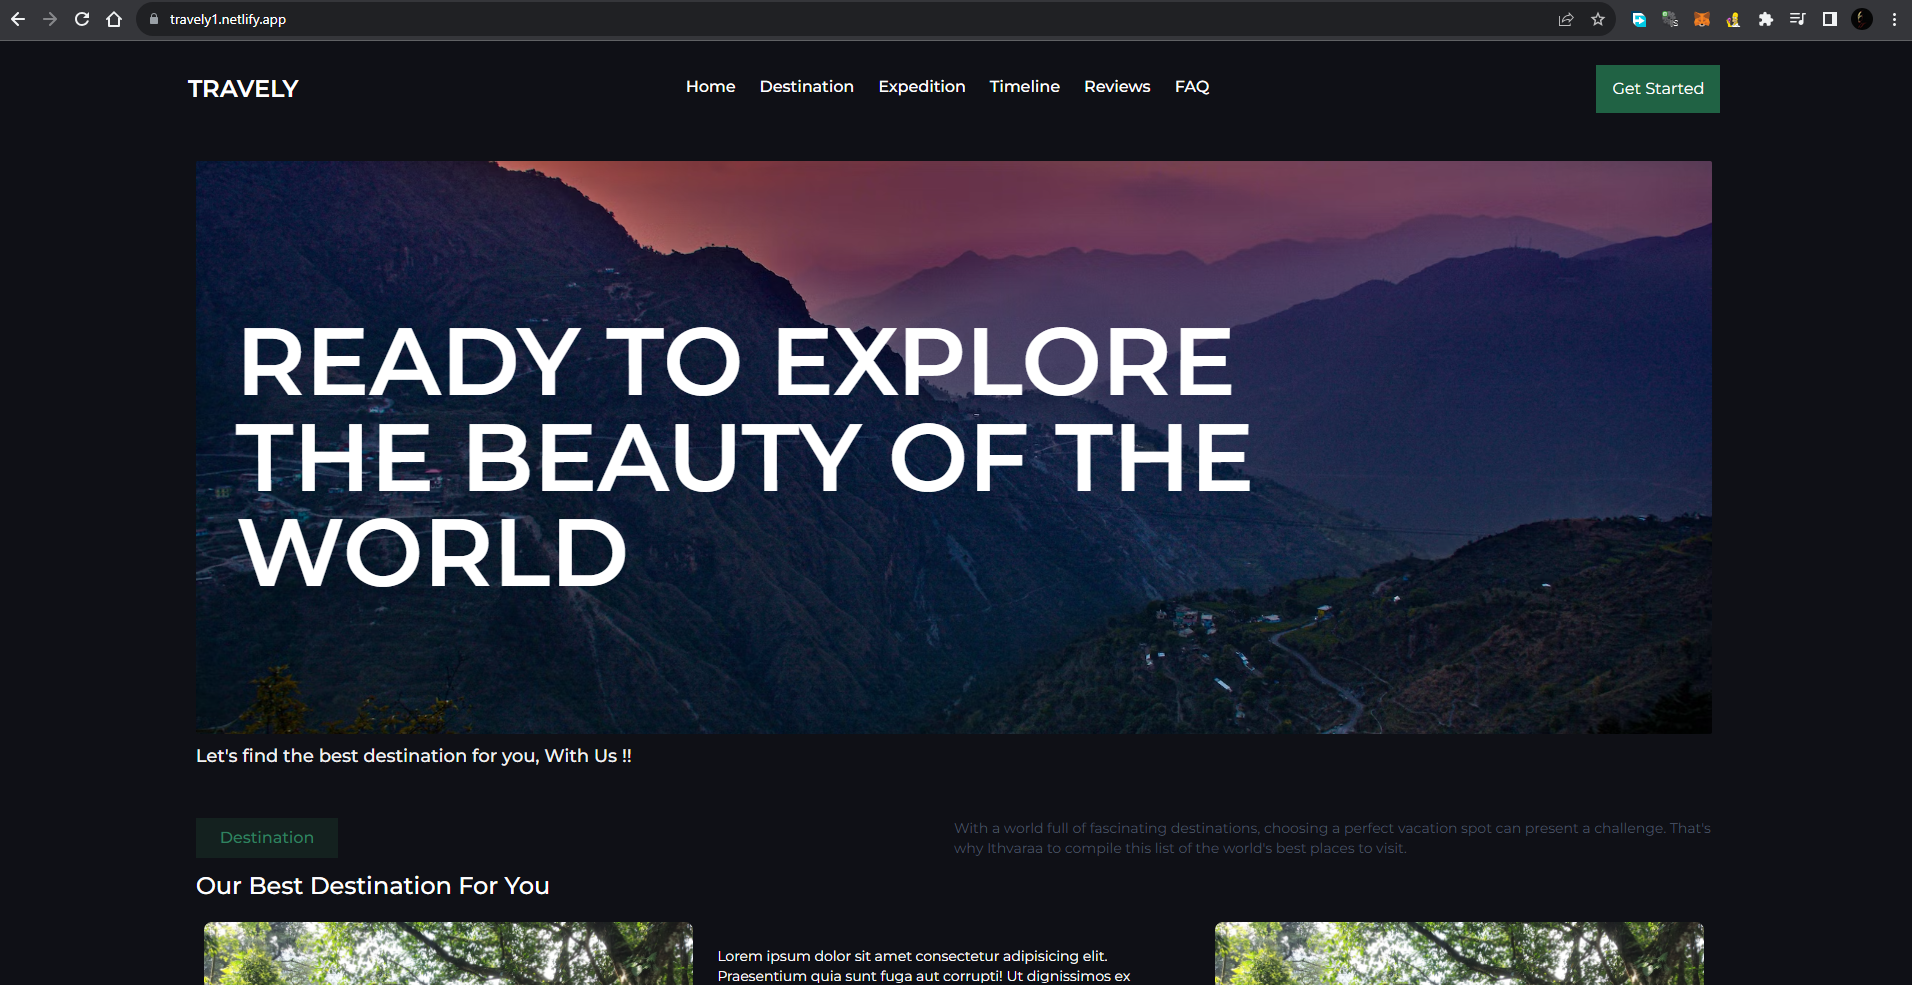 travely1.netlify.app
TRAVELY
Home Destination Expedition Timeline Reviews FAQ
Get Started
READY TO EXPLORE
THE BEAUTY OF THE
WORLD
Let's find the best destination for you, With Us !!
Destination
With a world full of fascinating destinations, choosing a perfect vacation spot can present a challenge. That's
why Ithvaraa to compile this list of the world's best places to visit.
Our Best Destination For You
Lorem ipsum dolor sit amet consectetur adipisicing elit.
Praesentium quia sunt fuga aut corrupti! Ut dignissimos ex